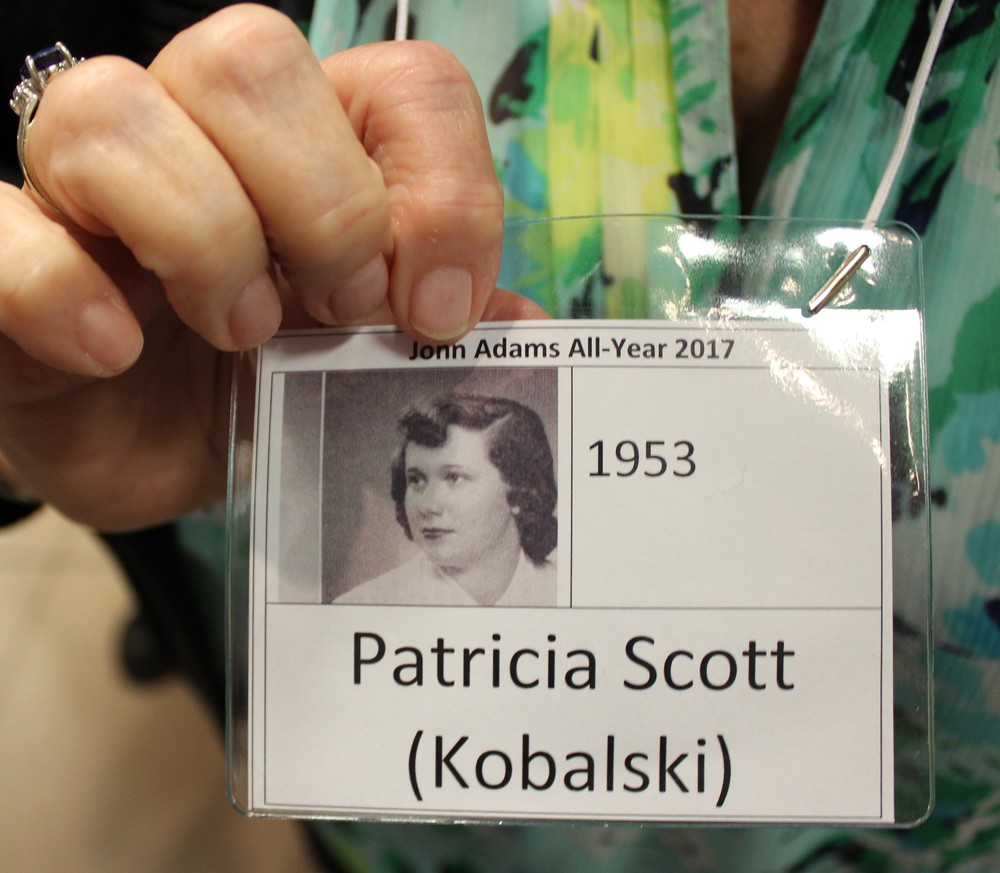 John Adams All-Year 2017
1953
Patricia Scott
(Kobalski)